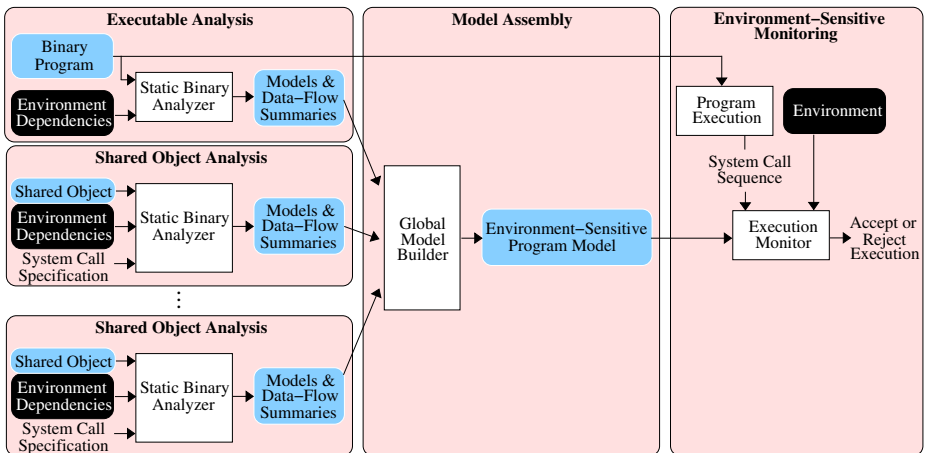 Executable Analysis
Binary
Program
Environment
Dependencies
Static Binary
Analyzer
Models &
Data−Flow
Summaries
Shared Object Analysis
Shared Object
Environment
Dependencies
System Call
Specification
Static Binary
Analyzer
Models &
Data−Flow
Summaries
Shared Object Analysis
Shared Object
Environment
Dependencies
System Call
Specification
Static Binary
Analyzer
Models &
Data−Flow
Summaries
Model Assembly
Global
Model
Builder
Environment−Sensitive
Program Model
Environment−Sensitive
Monitoring
Program
Execution
Environment
System Call
Sequence
Execution
Monitor
Accept or
Reject
Execution